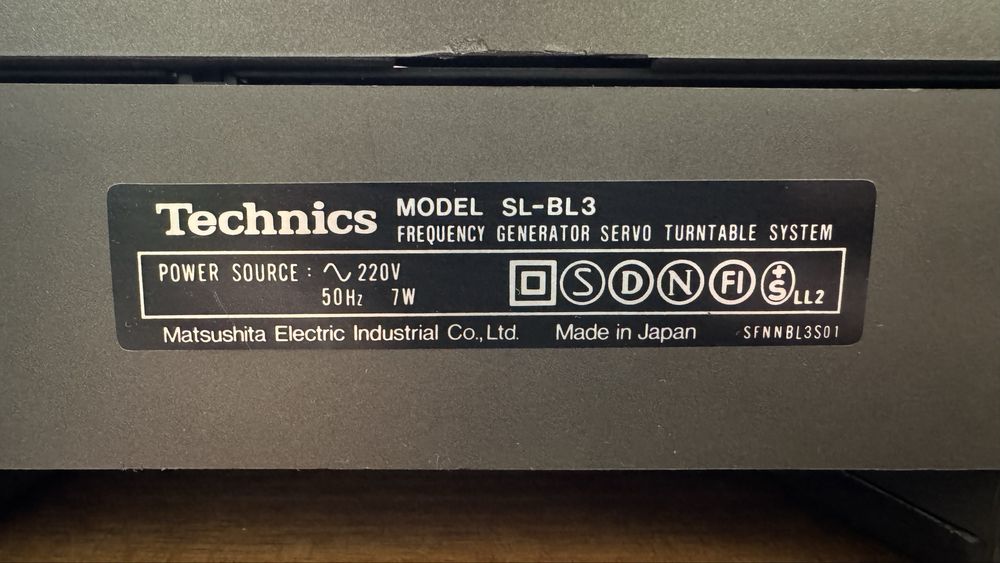 Technics MODEL SL-BL3
FREQUENCY GENERATOR SERVO TURNTABLE SYSTEM
POWER SOURCE : ∿ 220V
50Hz 7W
S D N FI +S LL2
Matsushita Electric Industrial Co., Ltd. Made in Japan SFNNBL3S01